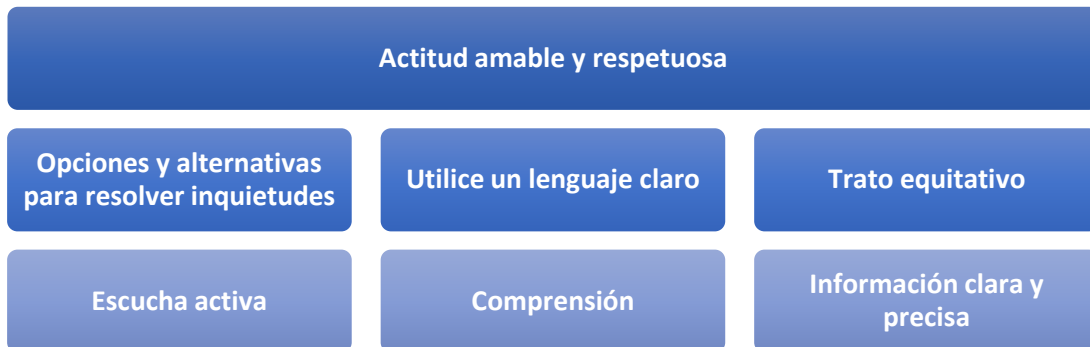 Actitud amable y respetuosa
Opciones y alternativas
para resolver inquietudes
Utilice un lenguaje claro
Trato equitativo
Escucha activa
Comprensión
Información clara y
precisa